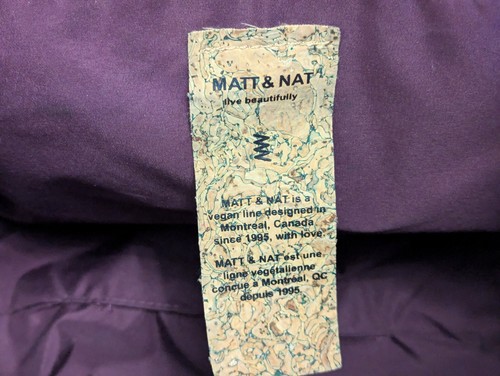 MATT & NAT
live beautifully
MATT & NAT is a
vegan line designed in
Montréal, Canada
since 1995, with love.
MATT & NAT est une
ligne végétalienne
conçue à Montréal, QC
depuis 1995.